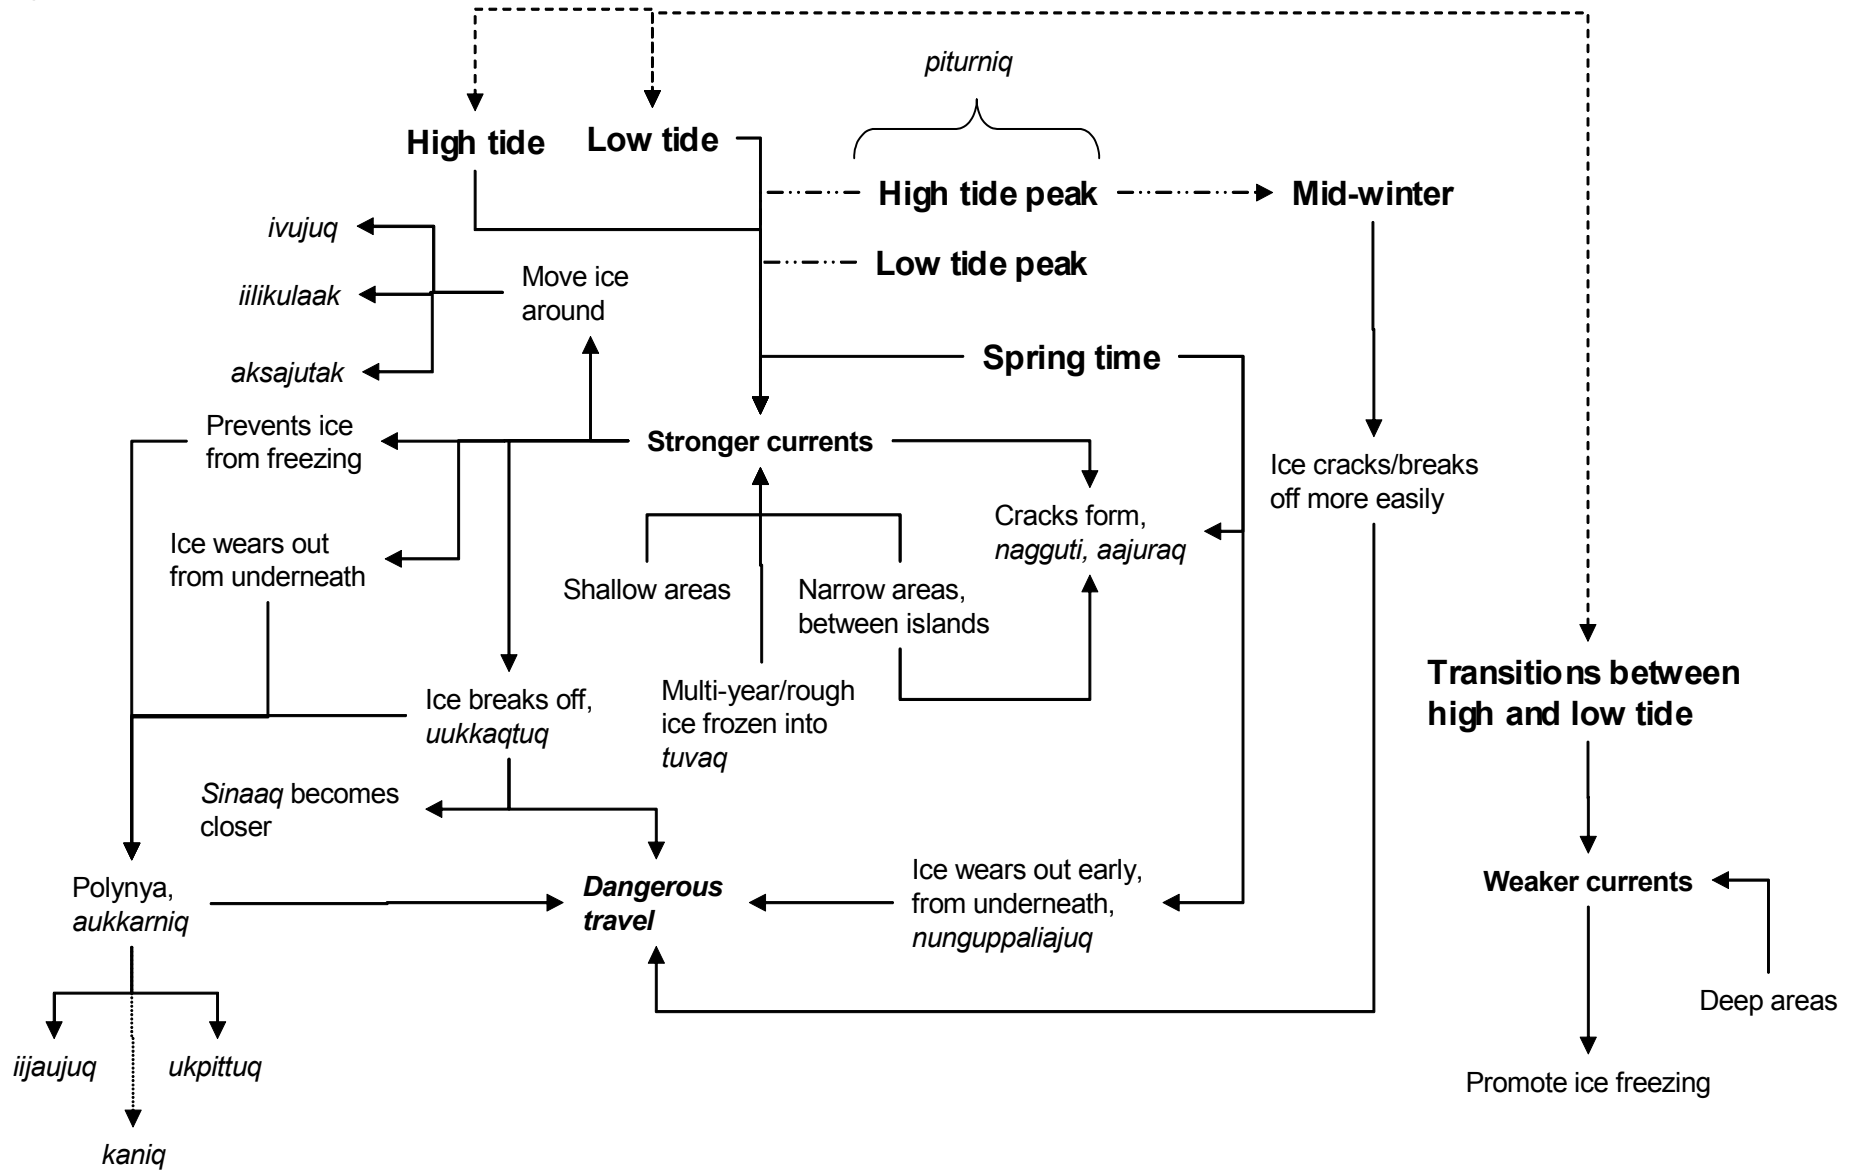 piturniq
High tide
Low tide
High tide peak
Mid-winter
ivujuq
Low tide peak
Move ice
around
iilikulaak
Spring time
aksajutak
Prevents ice
from freezing
Stronger currents
Ice cracks/breaks
off more easily
Cracks form,
nagguti, aajuraq
Ice wears out
from underneath
Shallow areas
Narrow areas,
between islands
Transitions between
high and low tide
Multi-year/rough
ice frozen into
tuvaq
Ice breaks off,
uukkaqtuq
Sinaaq becomes
closer
Polynya,
aukkarniq
Dangerous
travel
Ice wears out early,
from underneath,
nunguppaliajuq
Weaker currents
Deep areas
iijaujuq
ukpittuq
Promote ice freezing
kaniq